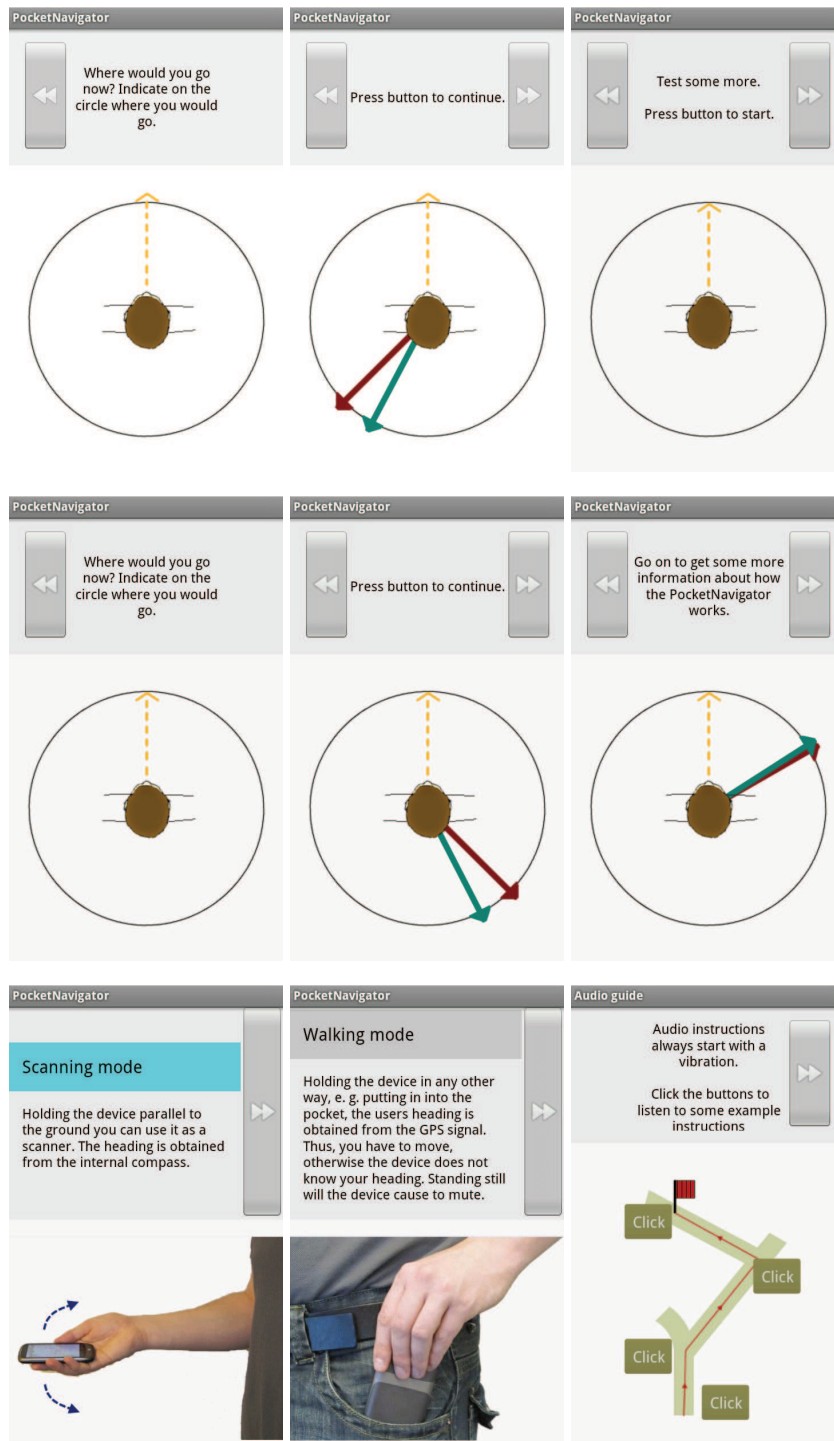 PocketNavigator
Where would you go
now? Indicate on the
circle where you would
go.
PocketNavigator
Press button to continue.
PocketNavigator
Test some more.
Press button to start.
PocketNavigator
Where would you go
now? Indicate on the
circle where you would
go.
PocketNavigator
Press button to continue.
PocketNavigator
Go on to get some more
information about how
the PocketNavigator
works.
PocketNavigator
Scanning mode
Holding the device parallel to
the ground you can use it as a
scanner. The heading is obtained
from the internal compass.
PocketNavigator
Walking mode
Holding the device in any other
way, e. g. putting in into the
pocket, the users heading is
obtained from the GPS signal.
Thus, you have to move,
otherwise the device does not
know your heading. Standing still
will the device cause to mute.
Audio guide
Audio instructions
always start with a
vibration.
Click the buttons to
listen to some example
instructions
Click
Click
Click
Click